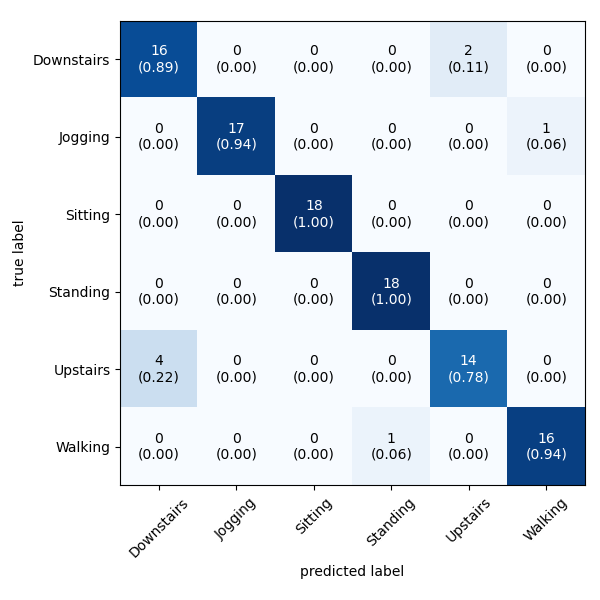 16 0 0 0 2 0
Downstairs
(0.89) (0.00) (0.00) (0.00) (0.11) (0.00)
0 17 0 0 0 1
Jogging
(0.00) (0.94) (0.00) (0.00) (0.00) (0.06)
0 0 18 0 0 0
Sitting
(0.00) (0.00) (1.00) (0.00) (0.00) (0.00)
true label
0 0 0 18 0 0
Standing
(0.00) (0.00) (0.00) (1.00) (0.00) (0.00)
4 0 0 0 14 0
Upstairs
(0.22) (0.00) (0.00) (0.00) (0.78) (0.00)
0 0 0 1 0 16
Walking
(0.00) (0.00) (0.00) (0.06) (0.00) (0.94)
Downstairs Jogging Sitting Standing Upstairs Walking
predicted label